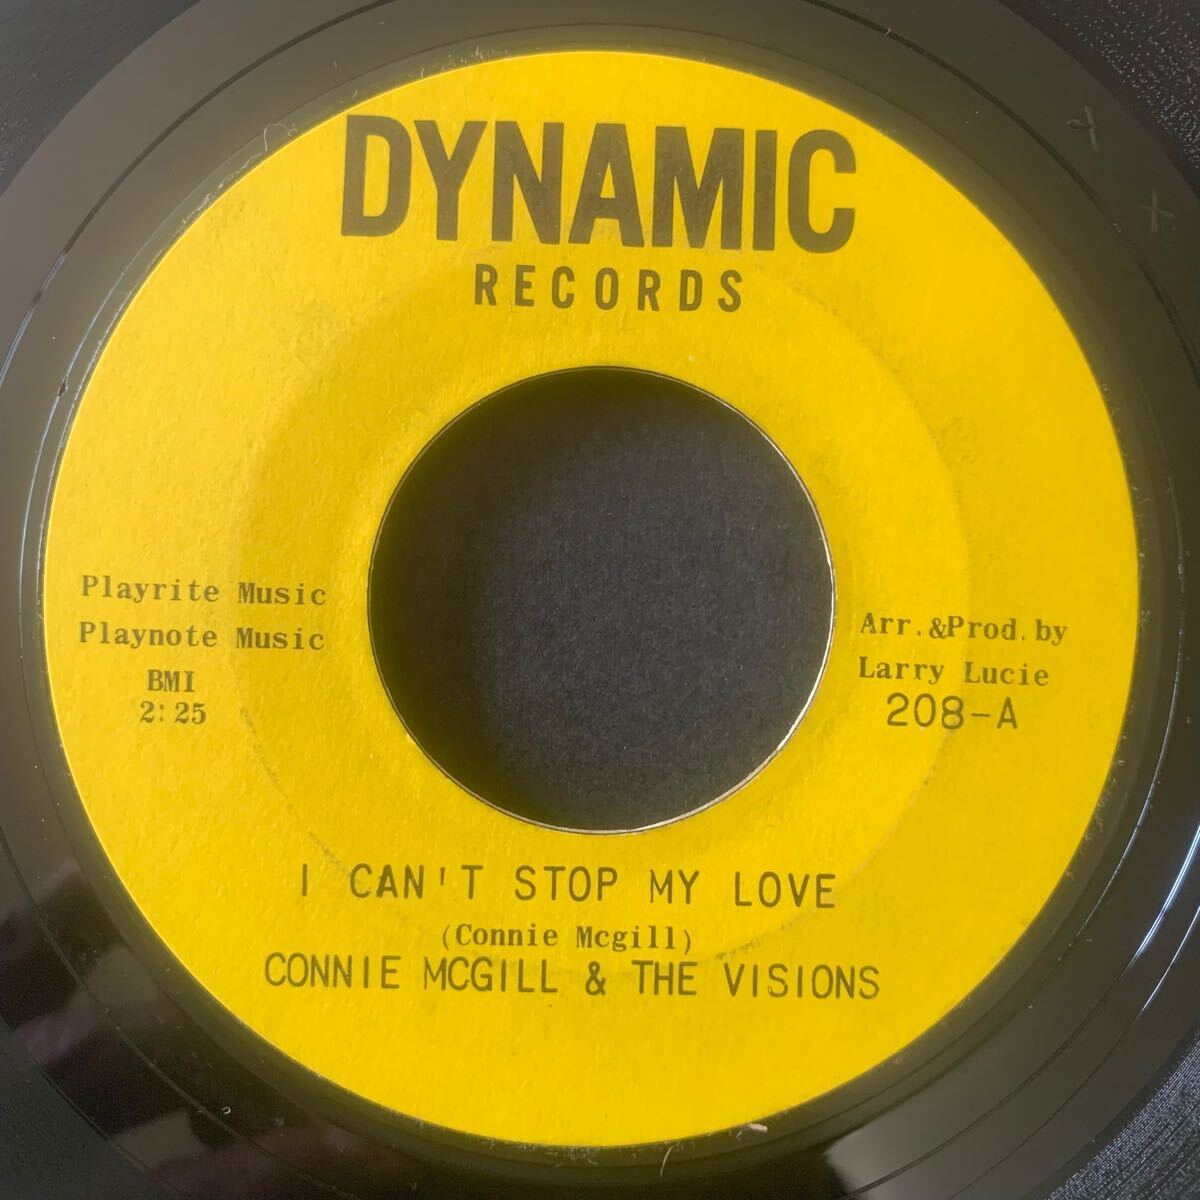 DYNAMIC
RECORDS
Playrite Music
Playnote Music
BMI
2:25
Arr.&Prod. by
Larry Lucie
208-A
I CAN'T STOP MY LOVE
(Connie Mcgill)
CONNIE MCGILL & THE VISIONS